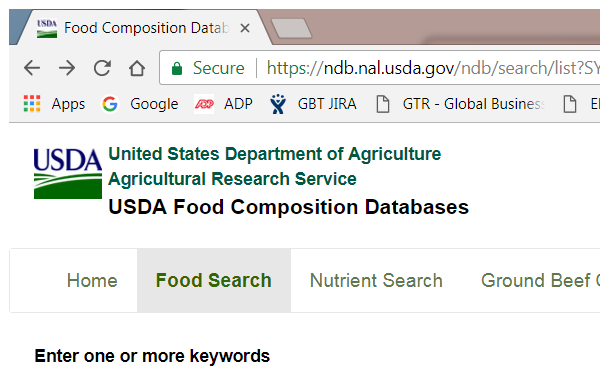 USDA Food Composition Datab
Secure https://ndb.nal.usda.gov/ndb/search/list?SY
Apps Google ADP GBT JIRA GTR - Global Business
USDA
United States Department of Agriculture
Agricultural Research Service
USDA Food Composition Databases
Home Food Search Nutrient Search Ground Beef
Enter one or more keywords